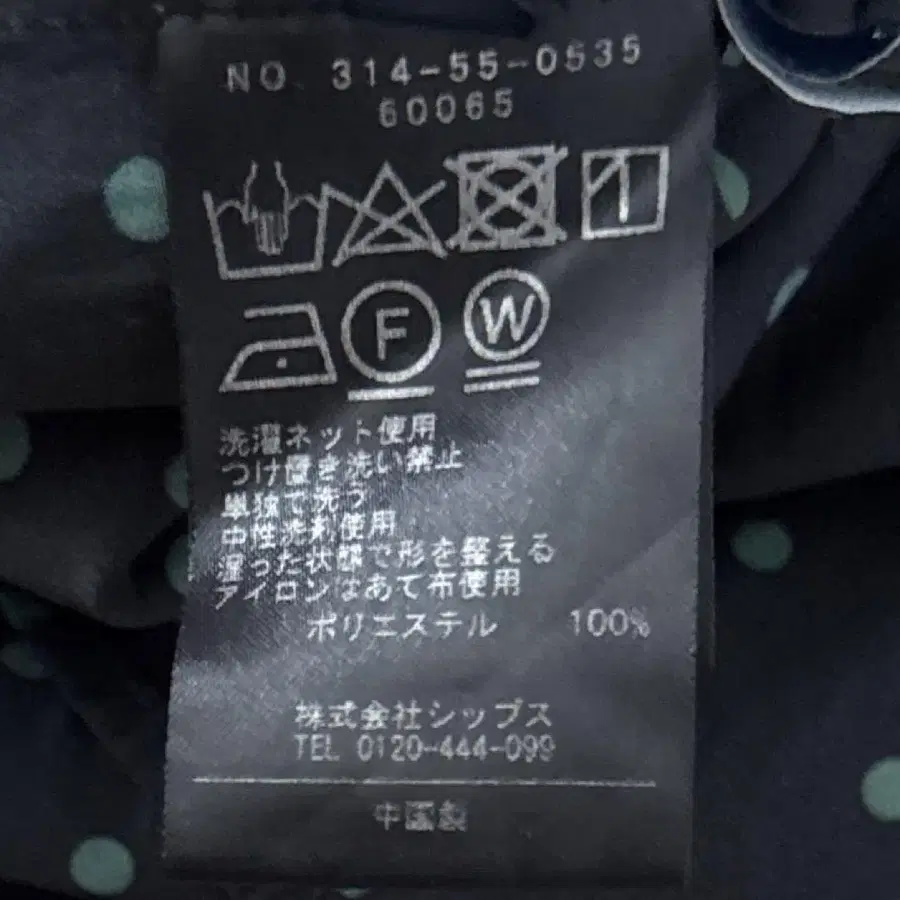 NO. 314-55-0535
60065
F W
洗濯ネット使用
つけ置き洗い禁止
単独で洗う
中性洗剤使用
湿った状態で形を整える
アイロンはあて布使用
ポリエステル 100%
株式会社シップス
TEL 0120-444-099
中国製